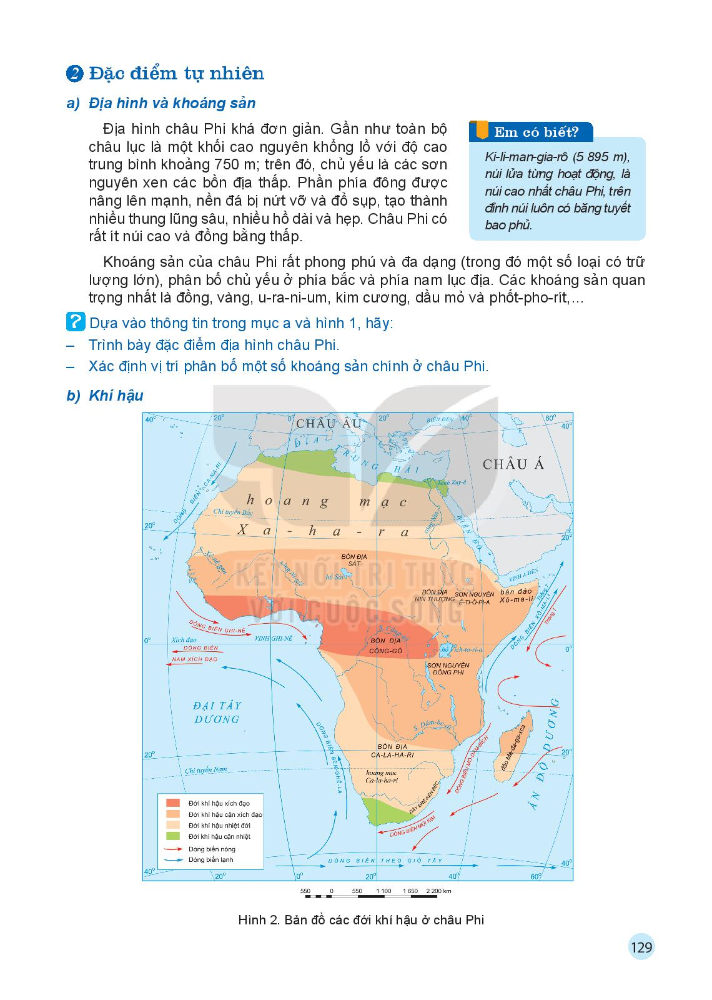 2 Đặc điểm tự nhiên
a) Địa hình và khoáng sản
Địa hình châu Phi khá đơn giản. Gần như toàn bộ
châu lục là một khối cao nguyên khổng lồ với độ cao
trung bình khoảng 750 m; trên đó, chủ yếu là các sơn
nguyên xen các bồn địa thấp. Phần phía đông được
nâng lên mạnh, nền đá bị nứt vỡ và đổ sụp, tạo thành
nhiều thung lũng sâu, nhiều hồ dài và hẹp. Châu Phi có
rất ít núi cao và đồng bằng thấp.
Em có biết?
Ki-li-man-gia-rô (5 895 m),
núi lửa từng hoạt động, là
núi cao nhất châu Phi, trên
đỉnh núi luôn có băng tuyết
bao phủ.
Khoáng sản của châu Phi rất phong phú và đa dạng (trong đó một số loại có trữ
lượng lớn), phân bố chủ yếu ở phía bắc và phía nam lục địa. Các khoáng sản quan
trọng nhất là đồng, vàng, u-ra-ni-um, kim cương, dầu mỏ và phốt-pho-rít,...
? Dựa vào thông tin trong mục a và hình 1, hãy:
– Trình bày đặc điểm địa hình châu Phi.
– Xác định vị trí phân bố một số khoáng sản chính ở châu Phi.
b) Khí hậu
40° 20° 0° 20° 40° 60° 40°
CHÂU ÂU
BIỂN ĐEN
ĐỊA TRUNG HẢI
CHÂU Á
kênh Xuy-ê
DÒNG BIỂN CA-NA-RI
hoang mạc
Chí tuyến Bắc
Xa-ha-ra
sông Nin
BIỂN ĐỎ
20° 20°
S. Xê-nê-gan
sông Ni-giê
BỒN ĐỊA
SÁT
hồ Sát
KẾT NỐI TRI THỨC
VỚI CUỘC SỐNG
VỊNH A-ĐEN
BỒN ĐỊA
NIN THƯỢNG
SƠN NGUYÊN
Ê-TI-Ô-PI-A
bán đảo
Xô-ma-li
Tháng 7
DÒNG BIỂN XÔ-MA-LI
Tháng 1
DÒNG BIỂN GHI-NÊ
VỊNH GHI-NÊ
S. Công-gô
BỒN ĐỊA
CÔNG-GÔ
hồ Vích-to-ri-a
0° Xích đạo 0°
DÒNG BIỂN
NAM XÍCH ĐẠO
SƠN NGUYÊN
ĐÔNG PHI
ĐẠI TÂY
DƯƠNG
ẤN ĐỘ DƯƠNG
DÒNG BIỂN BEN-GHÊ-LA
S. Dăm-be-di
BỒN ĐỊA
CA-LA-HA-RI
hoang mạc
Ca-la-ha-ri
DÒNG BIỂN MÔ-DĂM-BÍCH
đảo Ma-đa-ga-xca
20° 20°
Chí tuyến Nam
DÃY ĐRÊ-KEN-BÉC
DÒNG BIỂN MŨI KIM
Đới khí hậu xích đạo
Đới khí hậu cận xích đạo
Đới khí hậu nhiệt đới
Đới khí hậu cận nhiệt
Dòng biển nóng
Dòng biển lạnh
DÒNG BIỂN THEO GIÓ TÂY
40° 20° 0° 20° 40° 60° 40°
550 0 550 1 100 1 650 2 200 km
Hình 2. Bản đồ các đới khí hậu ở châu Phi
129